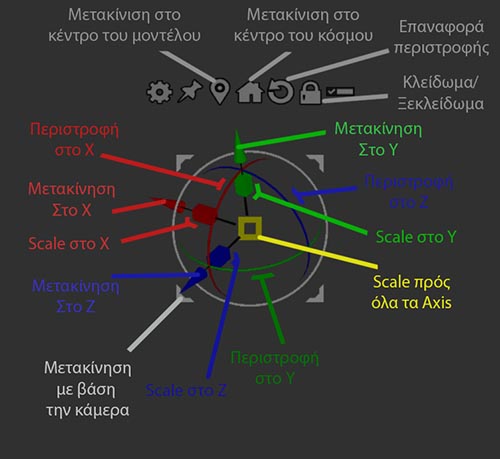 Μετακίνιση στο
κέντρο του μοντέλου
Μετακίνιση στο
κέντρο του κόσμου
Επαναφορά
περιστροφής
Κλείδωμα/
Ξεκλείδωμα
Περιστροφή
στο Χ
Μετακίνηση
Στο Υ
Μετακίνηση
Στο Χ
Περιστροφή
στο Ζ
Scale στο Χ
Scale στο Υ
Μετακίνηση
Στο Ζ
Scale πρός
όλα τα Axis
Μετακίνηση
με βάση
την κάμερα
Περιστροφή
στο Υ
Scale στο Ζ